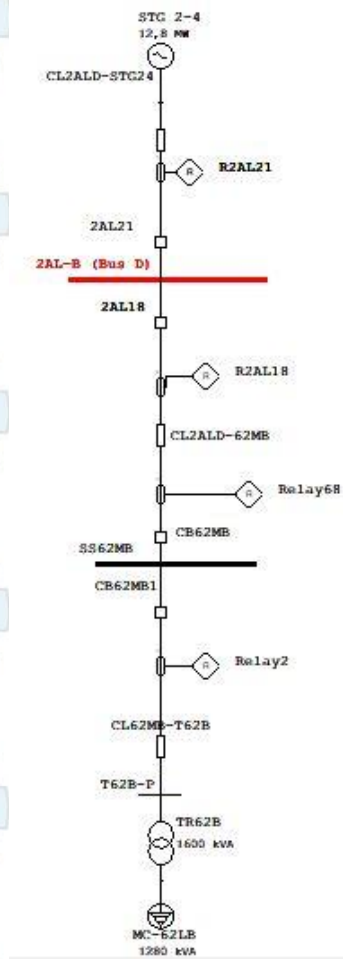 STG 2-4
12,8 MW
CL2ALD-STG24
R
R2AL21
2AL21
2AL-B (Bus D)
2AL18
R
R2AL18
CL2ALD-62MB
R
Relay68
CB62MB
SS62MB
CB62MB1
R
Relay2
CL62MB-T62B
T62B-P
TR62B
1600 kVA
MC-62LB
1280 kVA